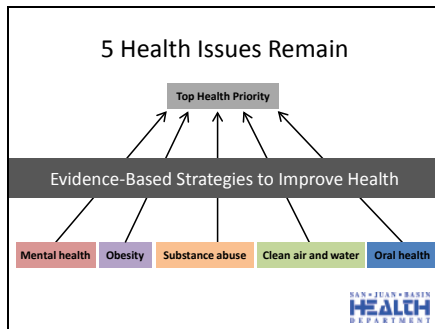 5 Health Issues Remain
Top Health Priority
Evidence-Based Strategies to Improve Health
Mental health
Obesity
Substance abuse
Clean air and water
Oral health
SAN • JUAN • BASIN
HEALTH
DEPARTMENT